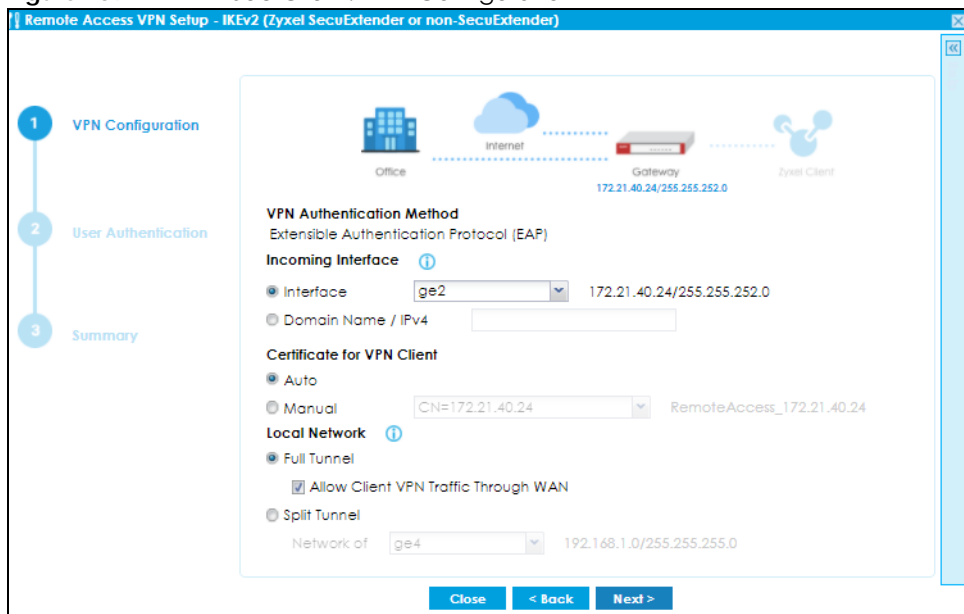 Remote Access VPN Setup - IKEv2 (Zyxel SecuExtender or non-SecuExtender)
1 VPN Configuration
2 User Authentication
3 Summary
Office
Internet
Gateway
172.21.40.24/255.255.252.0
Zyxel Client
VPN Authentication Method
Extensible Authentication Protocol (EAP)
Incoming Interface
Interface ge2 172.21.40.24/255.255.252.0
Domain Name / IPv4
Certificate for VPN Client
Auto
Manual CN=172.21.40.24 RemoteAccess_172.21.40.24
Local Network
Full Tunnel
Allow Client VPN Traffic Through WAN
Split Tunnel
Network of ge4 192.168.1.0/255.255.255.0
Close < Back Next >